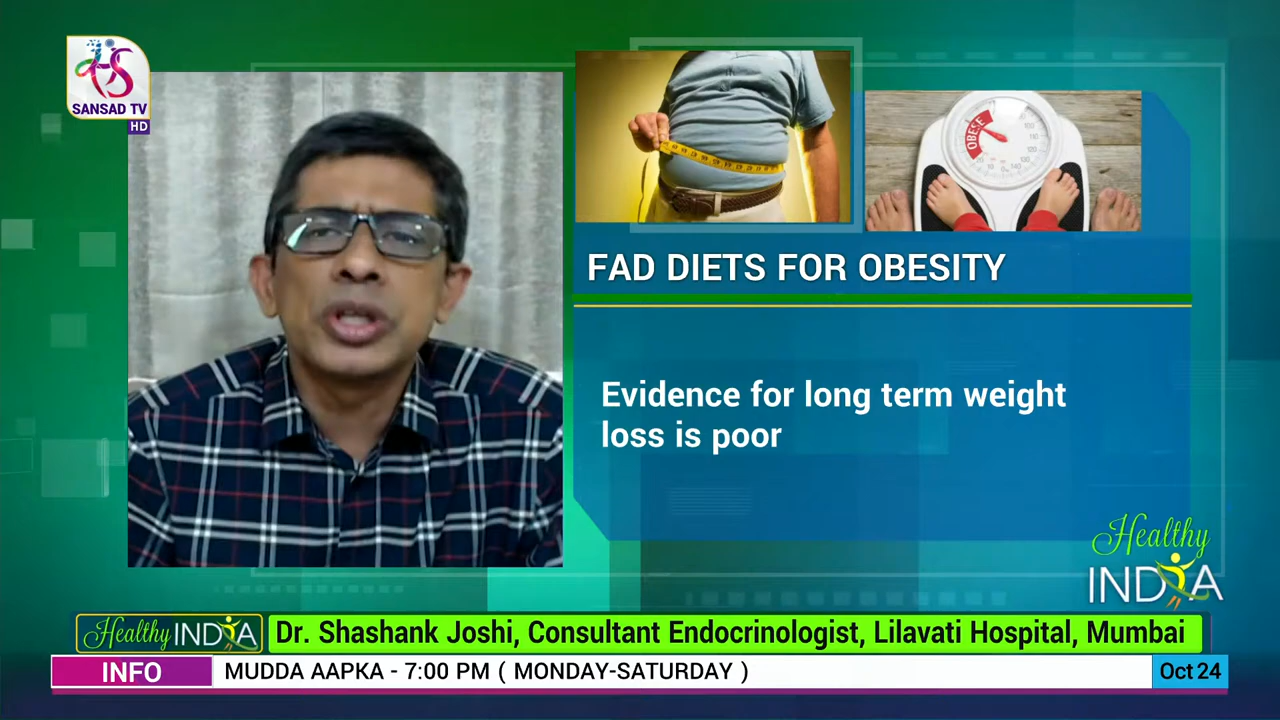 SANSAD TV
HD
OBESE
FAD DIETS FOR OBESITY
Evidence for long term weight
loss is poor
Healthy
INDIA
Healthy INDIA
Dr. Shashank Joshi, Consultant Endocrinologist, Lilavati Hospital, Mumbai
INFO
MUDDA AAPKA - 7:00 PM ( MONDAY-SATURDAY )
Oct 24